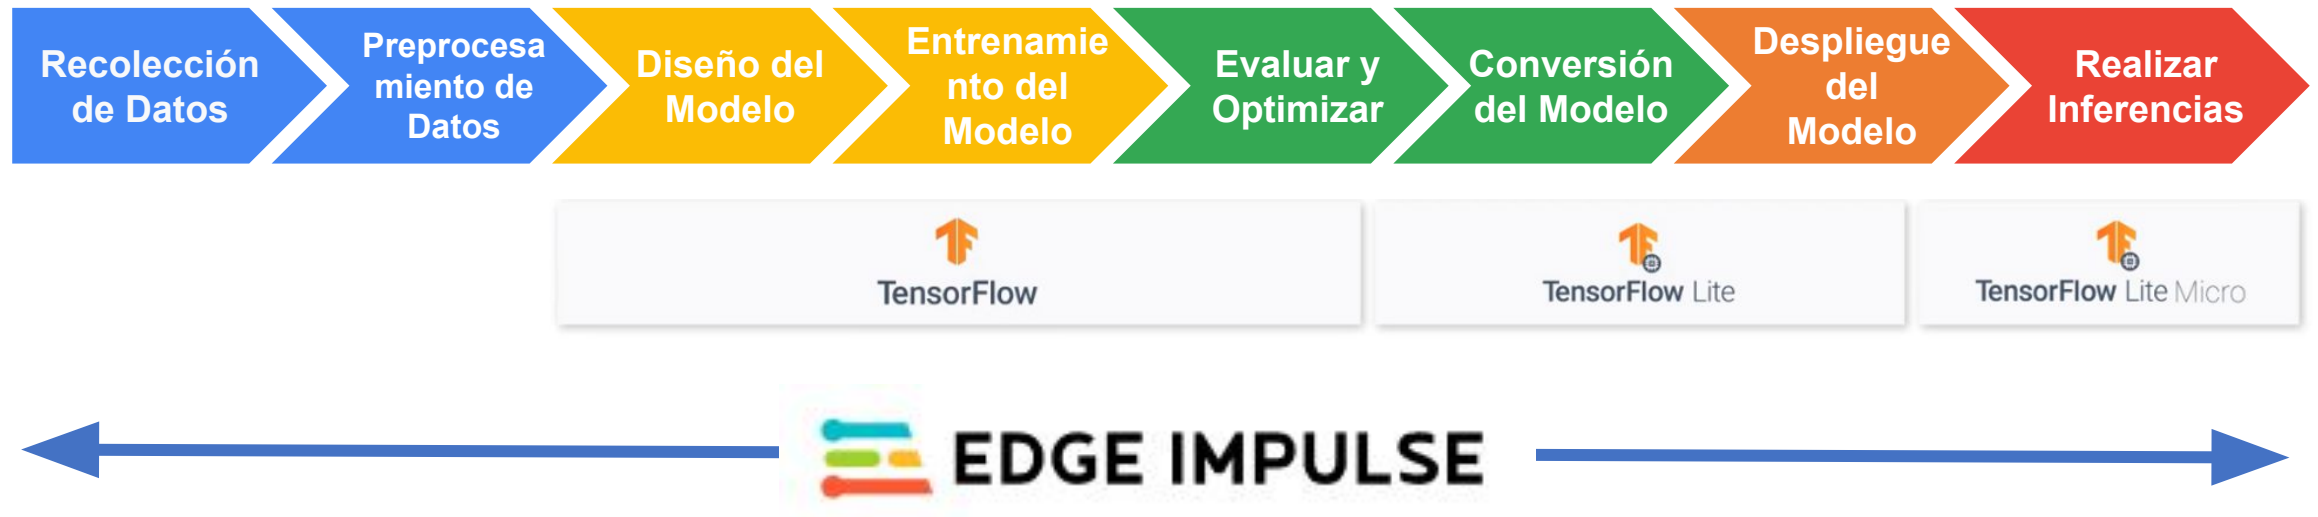 Recolección
de Datos
Preprocesa
miento de
Datos
Diseño del
Modelo
Entrenamie
nto del
Modelo
Evaluar y
Optimizar
Conversión
del Modelo
Despliegue
del
Modelo
Realizar
Inferencias
TensorFlow
TensorFlow Lite
TensorFlow Lite Micro
EDGE IMPULSE